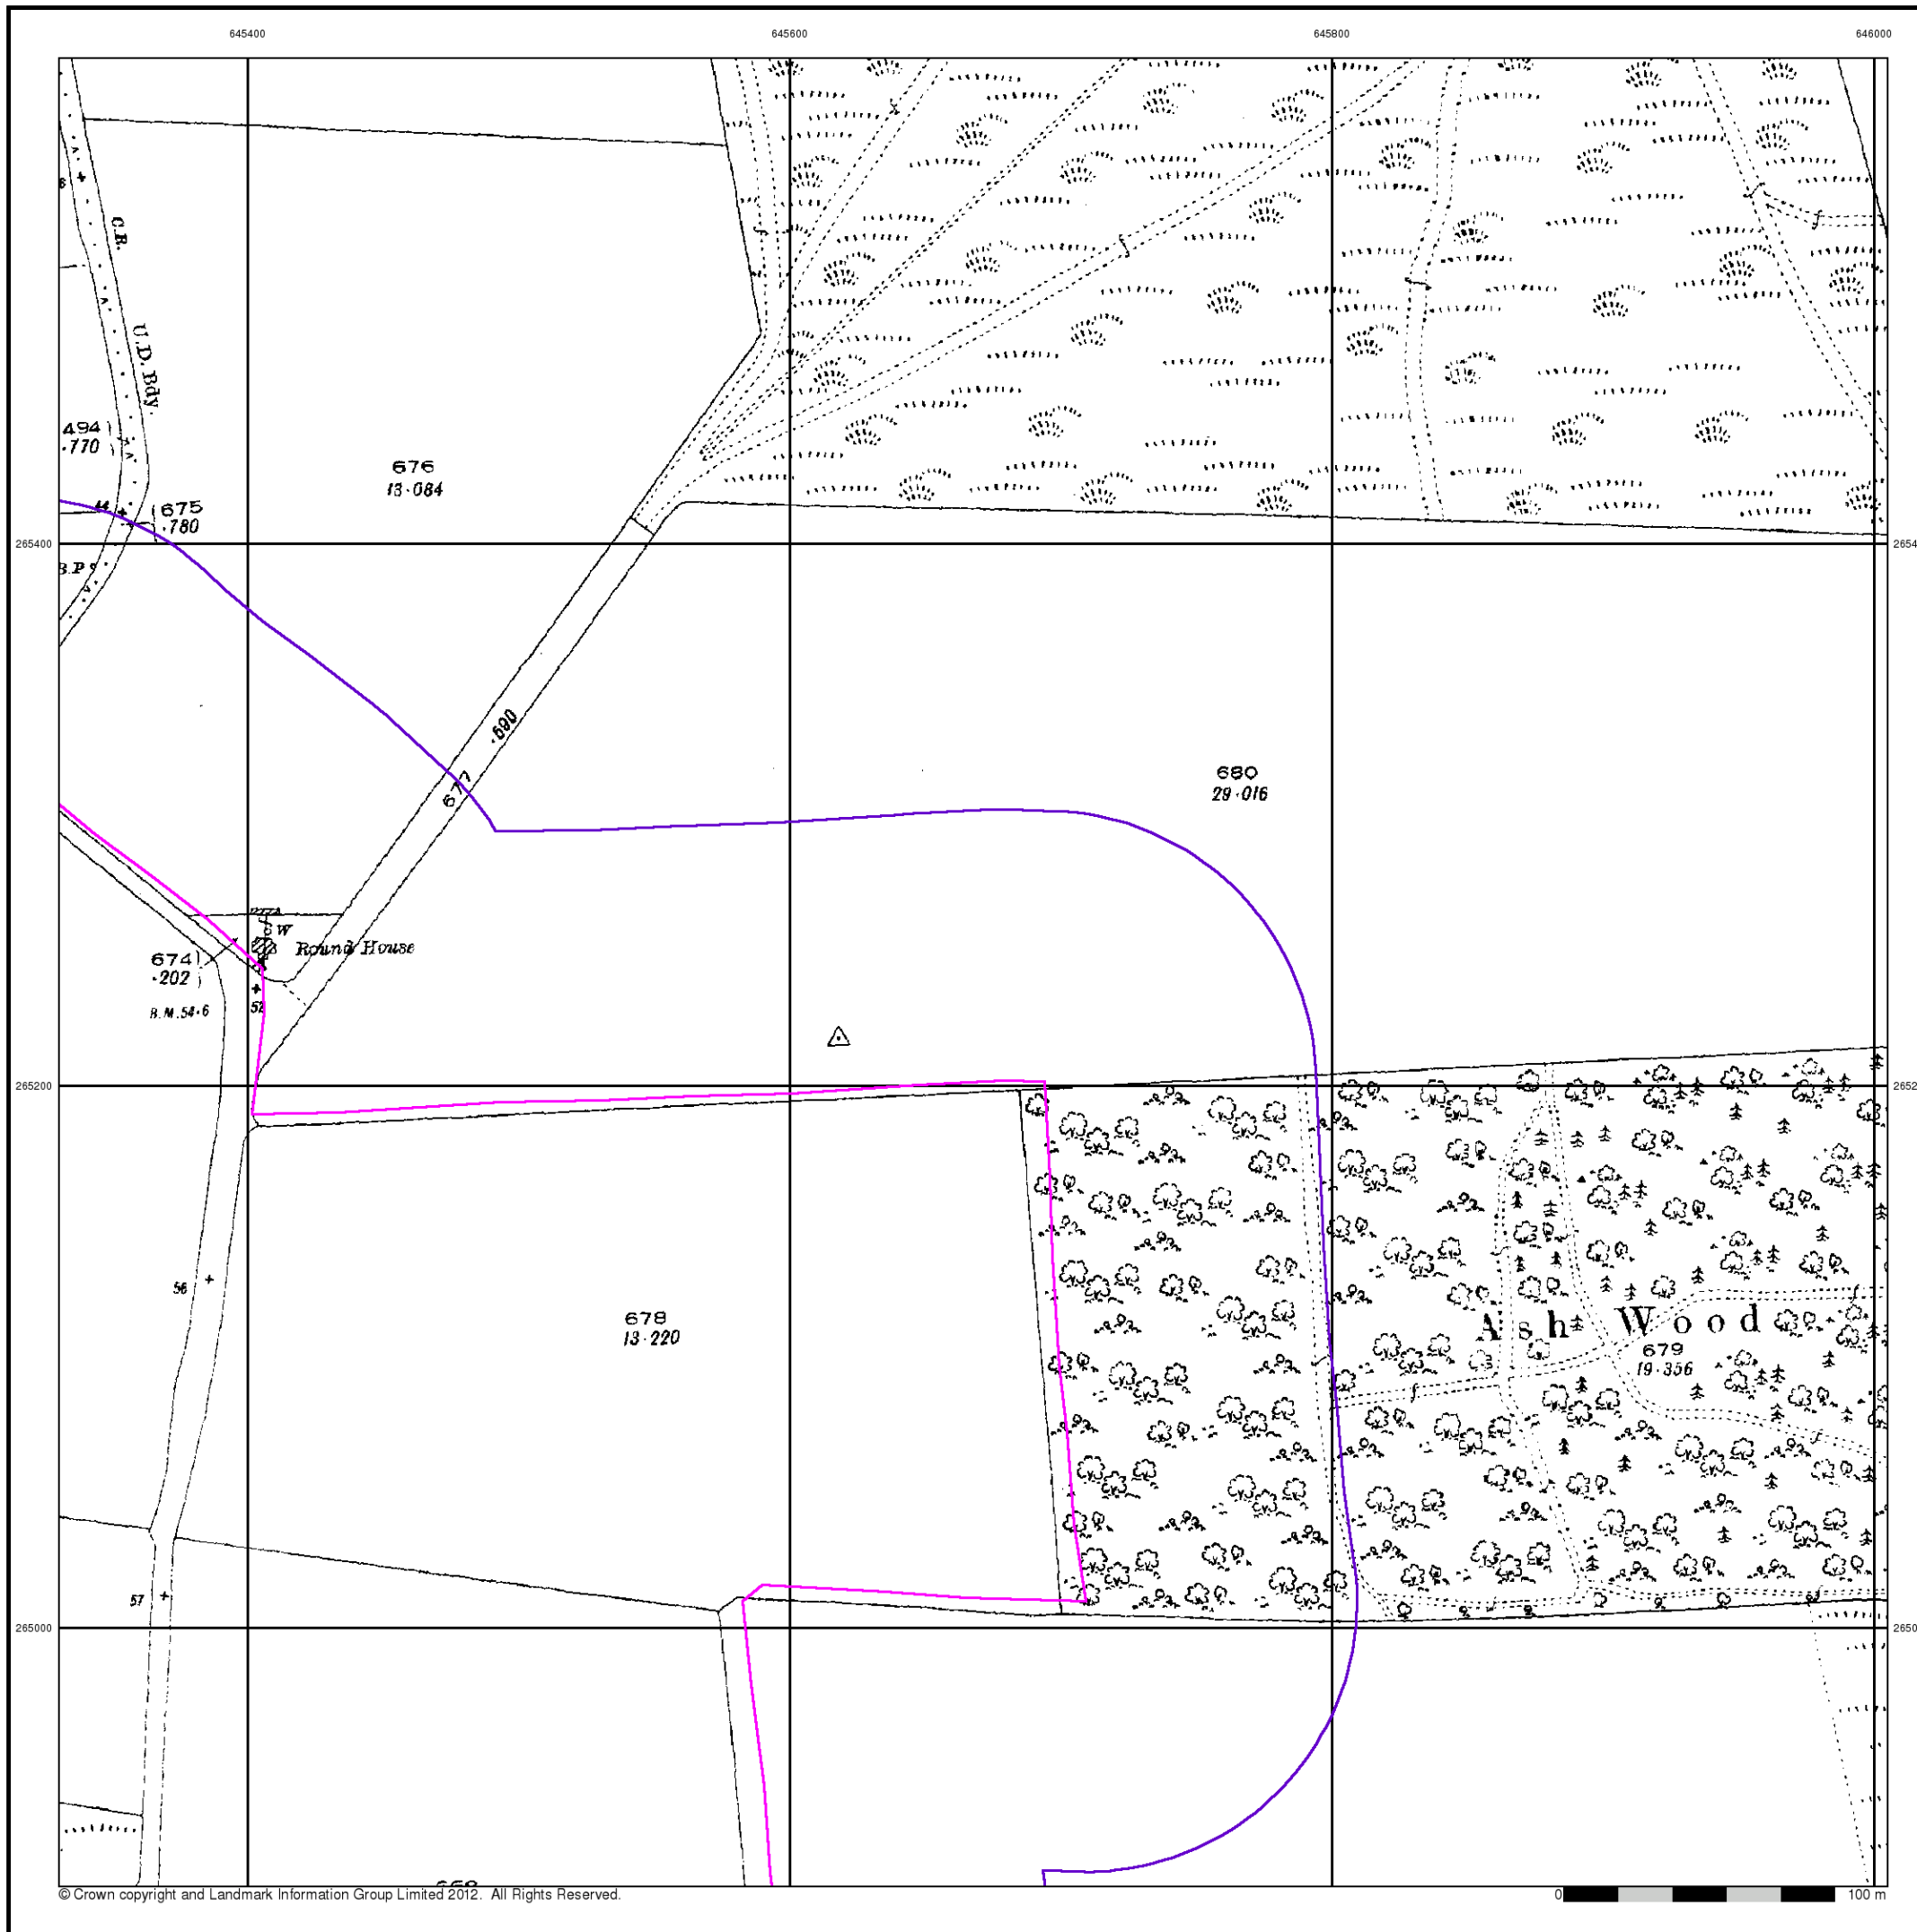 645400 645600 645800 646000
C.R.
U.D. Bdy.
494
.770
676
13.084
44
675
.780
265400
B.P
.690
677
680
29.016
W
Round House
674
.202
52
B.M.54.6
265200
56
678
13.220
Ash Wood
679
19.356
57
265000
© Crown copyright and Landmark Information Group Limited 2012. All Rights Reserved.
0 100 m